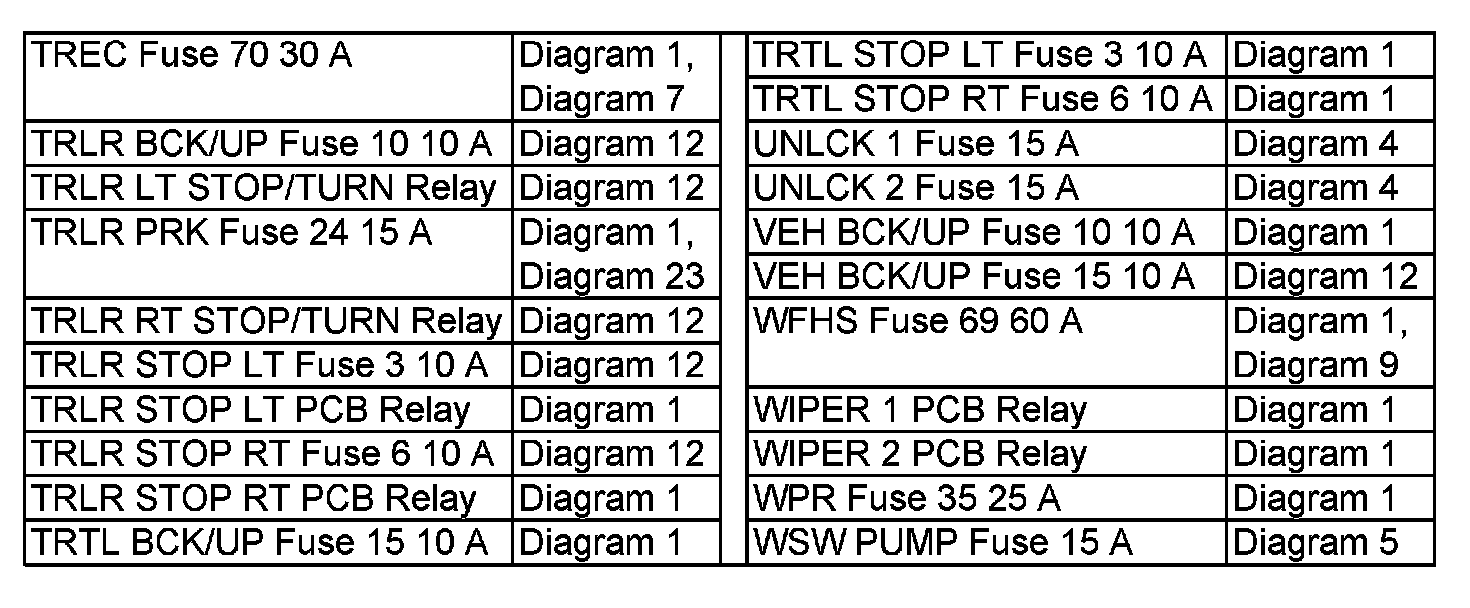 TREC Fuse 70 30 A Diagram 1,
Diagram 7
TRLR BCK/UP Fuse 10 10 A Diagram 12
TRLR LT STOP/TURN Relay Diagram 12
TRLR PRK Fuse 24 15 A Diagram 1,
Diagram 23
TRLR RT STOP/TURN Relay Diagram 12
TRLR STOP LT Fuse 3 10 A Diagram 12
TRLR STOP LT PCB Relay Diagram 1
TRLR STOP RT Fuse 6 10 A Diagram 12
TRLR STOP RT PCB Relay Diagram 1
TRTL BCK/UP Fuse 15 10 A Diagram 1
TRTL STOP LT Fuse 3 10 A Diagram 1
TRTL STOP RT Fuse 6 10 A Diagram 1
UNLCK 1 Fuse 15 A Diagram 4
UNLCK 2 Fuse 15 A Diagram 4
VEH BCK/UP Fuse 10 10 A Diagram 1
VEH BCK/UP Fuse 15 10 A Diagram 12
WFHS Fuse 69 60 A Diagram 1,
Diagram 9
WIPER 1 PCB Relay Diagram 1
WIPER 2 PCB Relay Diagram 1
WPR Fuse 35 25 A Diagram 1
WSW PUMP Fuse 15 A Diagram 5